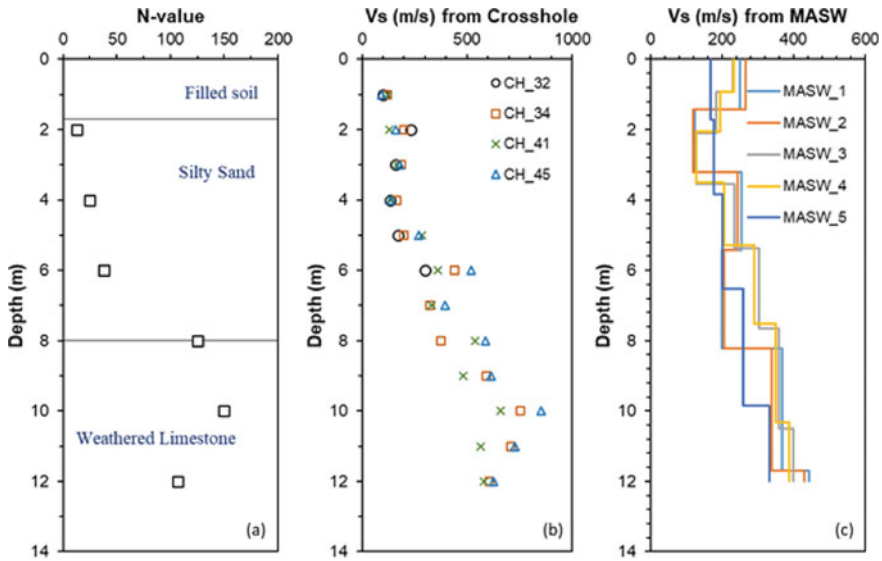 N-value
0 50 100 150 200
0
2
4
6
8
10
12
14
Depth (m)
Filled soil
Silty Sand
Weathered Limestone
(a)
Vs (m/s) from Crosshole
0 500 1000
0
2
4
6
8
10
12
14
Depth (m)
CH_32
CH_34
CH_41
CH_45
(b)
Vs (m/s) from MASW
0 200 400 600
0
2
4
6
8
10
12
14
Depth (m)
MASW_1
MASW_2
MASW_3
MASW_4
MASW_5
(c)